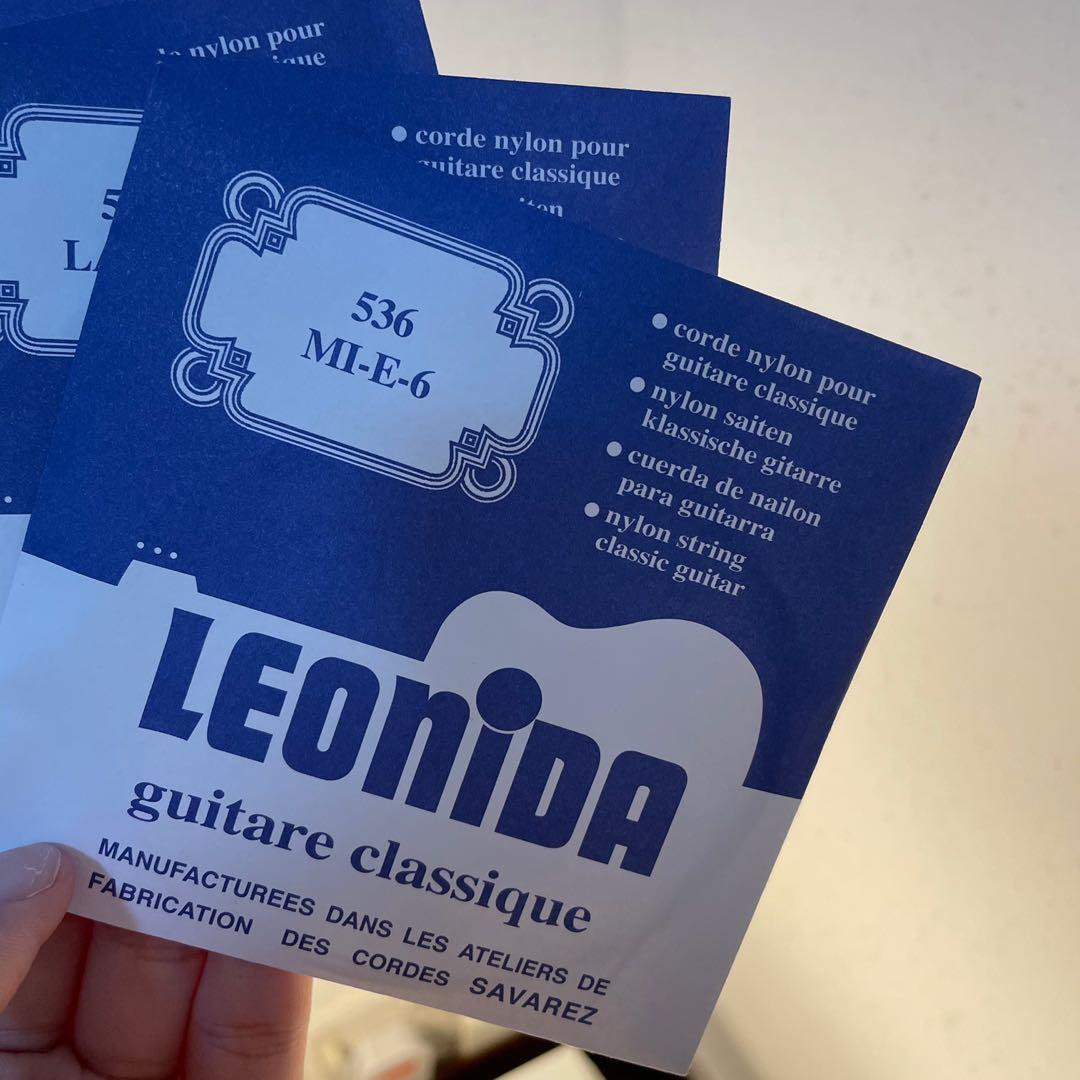 nylon pour
corde nylon pour
guitare classique
536
MI-E-6
corde nylon pour
guitare classique
nylon saiten
klassische gitarre
cuerda de nailon
para guitarra
nylon string
classic guitar
LEONiDA
guitare classique
MANUFACTUREES DANS LES ATELIERS DE
FABRICATION DES CORDES SAVAREZ